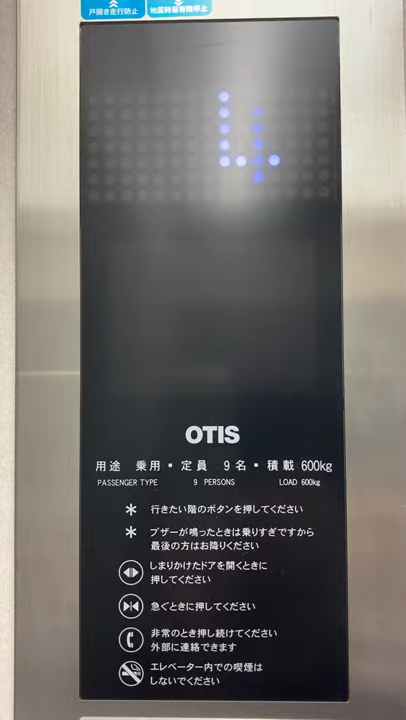 戸開き走行防止 地震時最寄階停止
4
OTIS
用途 乗用・定員 9名・積載 600kg
PASSENGER TYPE 9 PERSONS LOAD 600kg
* 行きたい階のボタンを押してください
* ブザーが鳴ったときは乗りすぎですから
最後の方はお降りください
しまりかけたドアを開くときに
押してください
急ぐときに押してください
非常のとき押し続けてください
外部に連絡できます
エレベーター内での喫煙は
しないでください